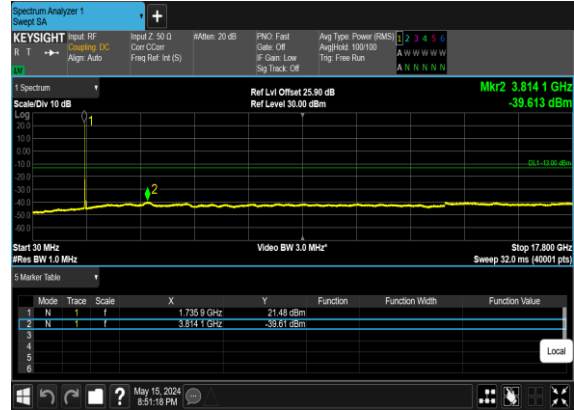 Spectrum Analyzer 1
Swept SA
+
KEYSIGHT Input: RF Input Z: 50 Ω #Atten: 20 dB PNO: Fast Avg Type: Power (RMS) 1 2 3 4 5 6
R T Coupling: DC Corr CCorr Gate: Off Avg|Hold: 100/100 A W W W W W
Align: Auto Freq Ref: Int (S) IF Gain: Low Trig: Free Run
Sig Track: Off A N N N N N
1 Spectrum Ref Lvl Offset 25.90 dB Mkr2 3.814 1 GHz
Scale/Div 10 dB Ref Level 30.00 dBm -39.613 dBm
Log
20.0
10.0
0.00
-10.0
-20.0
-30.0
-40.0
-50.0
-60.0
1
2
DL1 -13.00 dBm
Start 30 MHz Video BW 3.0 MHz* Stop 17.800 GHz
#Res BW 1.0 MHz Sweep 32.0 ms (40001 pts)
5 Marker Table
Mode Trace Scale X Y Function Function Width Function Value
1 N 1 f 1.735 9 GHz 21.48 dBm
2 N 1 f 3.814 1 GHz -39.61 dBm
3
4
5
6
Local
? May 15, 2024
8:51:18 PM